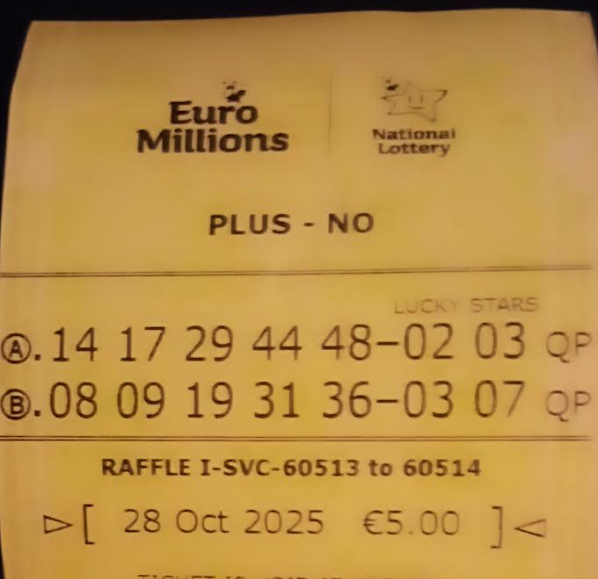 Euro
Millions
National
Lottery
PLUS - NO
LUCKY STARS
Ⓐ.14 17 29 44 48-02 03 QP
Ⓑ.08 09 19 31 36-03 07 QP
RAFFLE I-SVC-60513 to 60514
▷[ 28 Oct 2025 €5.00 ]◁